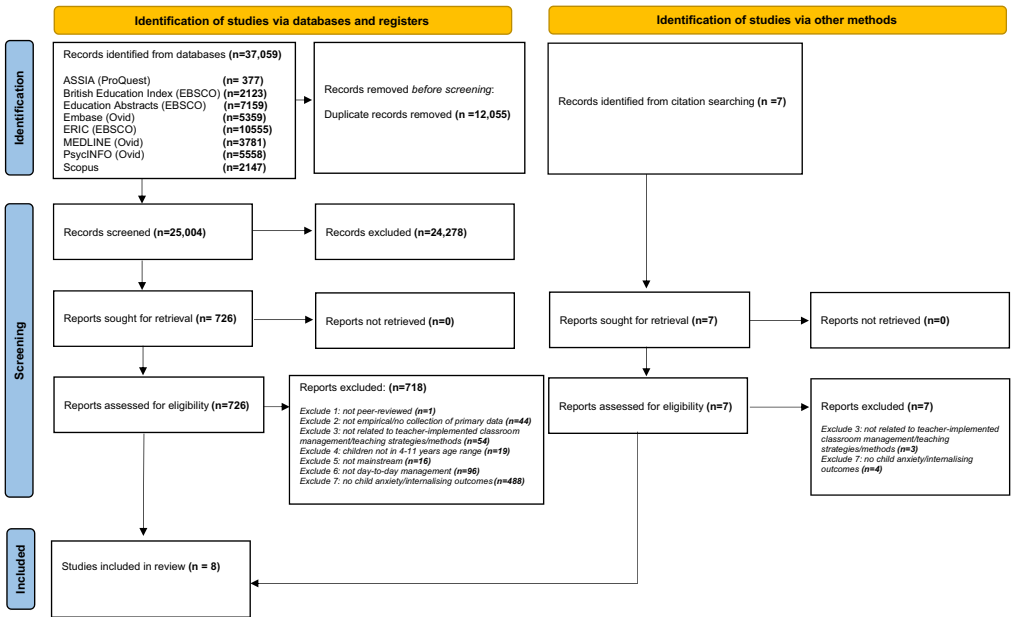 Identification of studies via databases and registers
Identification of studies via other methods
Identification
Records identified from databases (n=37,059)
ASSIA (ProQuest) (n= 377)
British Education Index (EBSCO) (n=2123)
Education Abstracts (EBSCO) (n=7159)
Embase (Ovid) (n=5359)
ERIC (EBSCO) (n=10555)
MEDLINE (Ovid) (n=3781)
PsycINFO (Ovid) (n=5558)
Scopus (n=2147)
Records removed before screening:
Duplicate records removed (n =12,055)
Records identified from citation searching (n =7)
Screening
Records screened (n=25,004)
Records excluded (n=24,278)
Reports sought for retrieval (n= 726)
Reports not retrieved (n=0)
Reports sought for retrieval (n=7)
Reports not retrieved (n=0)
Reports assessed for eligibility (n=726)
Reports excluded: (n=718)
Exclude 1: not peer-reviewed (n=1)
Exclude 2: not empirical/no collection of primary data (n=44)
Exclude 3: not related to teacher-implemented classroom
management/teaching strategies/methods (n=54)
Exclude 4: children not in 4-11 years age range (n=19)
Exclude 5: not mainstream (n=16)
Exclude 6: not day-to-day management (n=96)
Exclude 7: no child anxiety/internalising outcomes (n=488)
Reports assessed for eligibility (n=7)
Reports excluded (n=7)
Exclude 3: not related to teacher-implemented
classroom management/teaching
strategies/methods (n=3)
Exclude 7: no child anxiety/internalising
outcomes (n=4)
Included
Studies included in review (n = 8)